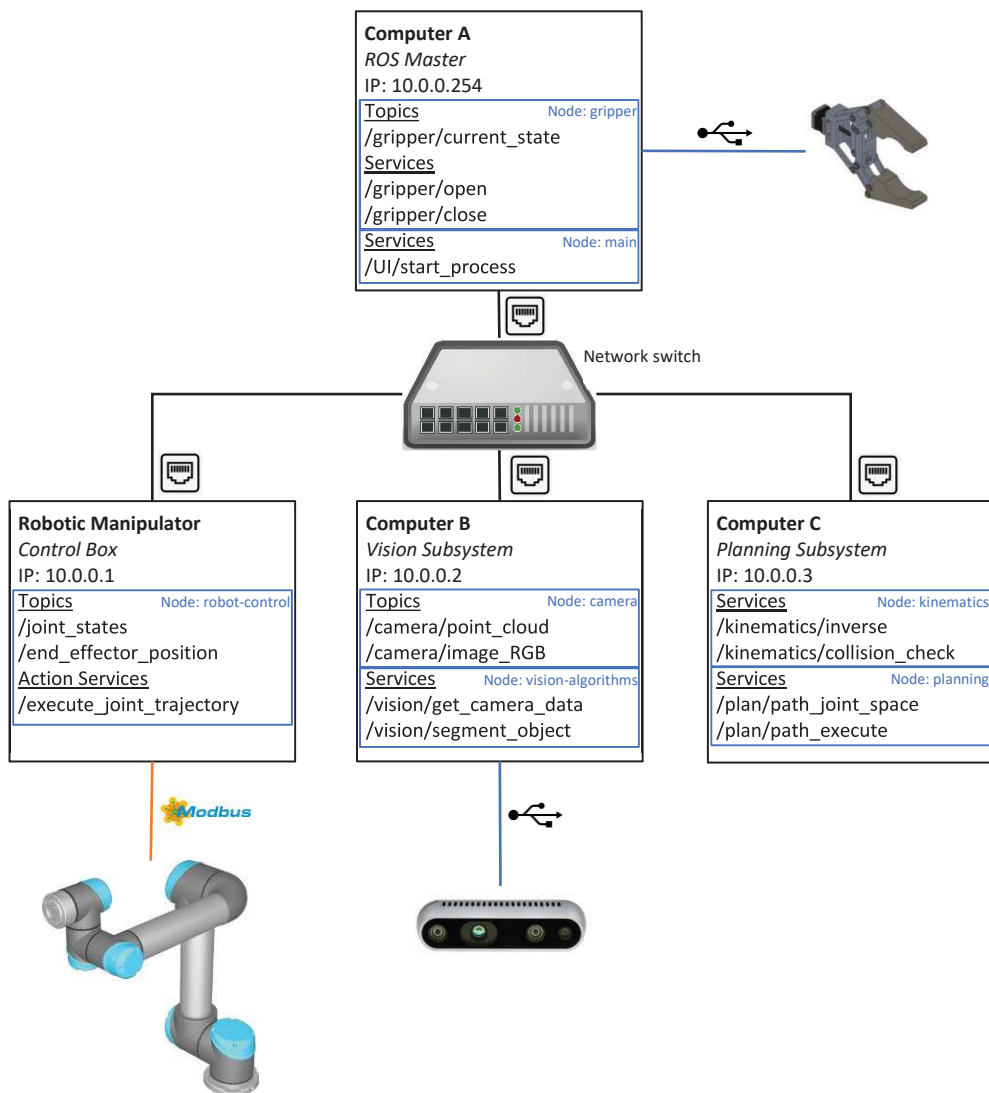 Computer A
ROS Master
IP: 10.0.0.254
Topics Node: gripper
/gripper/current_state
Services
/gripper/open
/gripper/close
Services Node: main
/UI/start_process
Network switch
Robotic Manipulator
Control Box
IP: 10.0.0.1
Topics Node: robot-control
/joint_states
/end_effector_position
Action Services
/execute_joint_trajectory
Modbus
Computer B
Vision Subsystem
IP: 10.0.0.2
Topics Node: camera
/camera/point_cloud
/camera/image_RGB
Services Node: vision-algorithms
/vision/get_camera_data
/vision/segment_object
Computer C
Planning Subsystem
IP: 10.0.0.3
Services Node: kinematics
/kinematics/inverse
/kinematics/collision_check
Services Node: planning
/plan/path_joint_space
/plan/path_execute